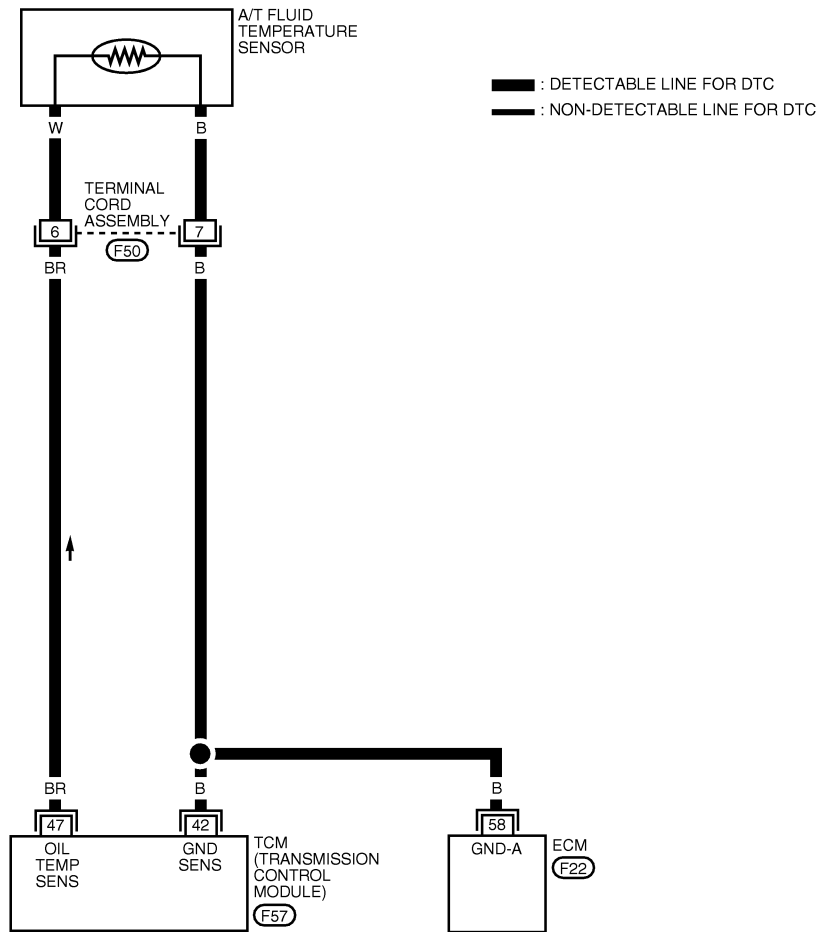 A/T FLUID
TEMPERATURE
SENSOR
: DETECTABLE LINE FOR DTC
: NON-DETECTABLE LINE FOR DTC
W
B
TERMINAL
CORD
ASSEMBLY
6
7
F50
BR
B
BR
B
B
47
42
58
OIL
TEMP
SENS
GND
SENS
TCM
(TRANSMISSION
CONTROL
MODULE)
F57
GND-A
ECM
F22